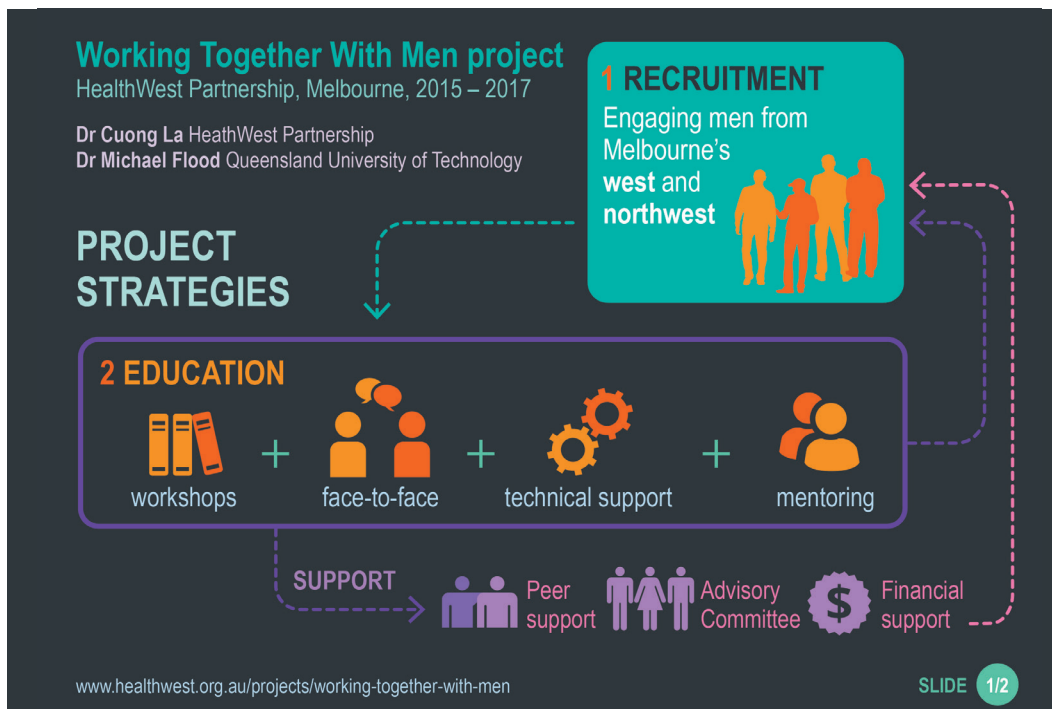 Working Together With Men project
HealthWest Partnership, Melbourne, 2015 – 2017
Dr Cuong La HeathWest Partnership
Dr Michael Flood Queensland University of Technology
1 RECRUITMENT
Engaging men from
Melbourne's
west and
northwest
PROJECT
STRATEGIES
2 EDUCATION
workshops
+
face-to-face
+
technical support
+
mentoring
SUPPORT
Peer
support
Advisory
Committee
$
Financial
support
www.healthwest.org.au/projects/working-together-with-men
SLIDE 1/2